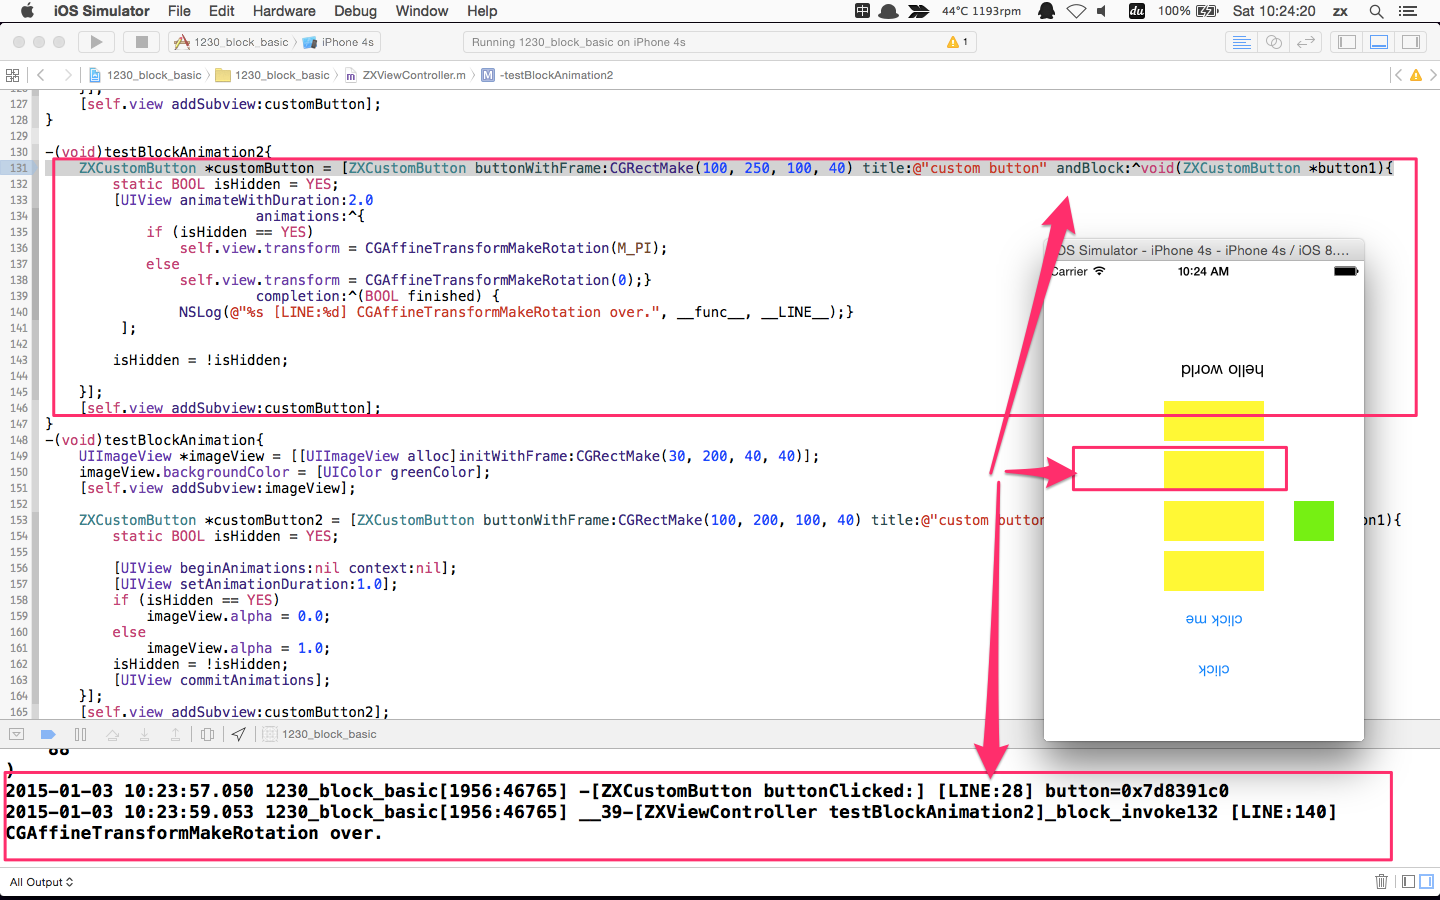 iOS Simulator File Edit Hardware Debug Window Help 中 44°C 1193rpm du 100% Sat 10:24:20 zx
1230_block_basic iPhone 4s Running 1230_block_basic on iPhone 4s 1
1230_block_basic 1230_block_basic m ZXViewController.m M -testBlockAnimation2
126 }];
127 [self.view addSubview:customButton];
128 }
129
130 -(void)testBlockAnimation2{
131 ZXCustomButton *customButton = [ZXCustomButton buttonWithFrame:CGRectMake(100, 250, 100, 40) title:@"custom button" andBlock:^void(ZXCustomButton *button1){
132 static BOOL isHidden = YES;
133 [UIView animateWithDuration:2.0
134 animations:^{
135 if (isHidden == YES)
136 self.view.transform = CGAffineTransformMakeRotation(M_PI);
137 else
138 self.view.transform = CGAffineTransformMakeRotation(0);}
139 completion:^(BOOL finished) {
140 NSLog(@"%s [LINE:%d] CGAffineTransformMakeRotation over.", __func__, __LINE__);}
141 ];
142
143 isHidden = !isHidden;
144
145 }];
146 [self.view addSubview:customButton];
147 }
148 -(void)testBlockAnimation{
149 UIImageView *imageView = [[UIImageView alloc]initWithFrame:CGRectMake(30, 200, 40, 40)];
150 imageView.backgroundColor = [UIColor greenColor];
151 [self.view addSubview:imageView];
152
153 ZXCustomButton *customButton2 = [ZXCustomButton buttonWithFrame:CGRectMake(100, 200, 100, 40) title:@"custom button n1){
154 static BOOL isHidden = YES;
155
156 [UIView beginAnimations:nil context:nil];
157 [UIView setAnimationDuration:1.0];
158 if (isHidden == YES)
159 imageView.alpha = 0.0;
160 else
161 imageView.alpha = 1.0;
162 isHidden = !isHidden;
163 [UIView commitAnimations];
164 }];
165 [self.view addSubview:customButton2];
iOS Simulator - iPhone 4s - iPhone 4s / iOS 8....
Carrier 10:24 AM
hello world
click me
click
1230_block_basic
)
2015-01-03 10:23:57.050 1230_block_basic[1956:46765] -[ZXCustomButton buttonClicked:] [LINE:28] button=0x7d8391c0
2015-01-03 10:23:59.053 1230_block_basic[1956:46765] __39-[ZXViewController testBlockAnimation2]_block_invoke132 [LINE:140]
CGAffineTransformMakeRotation over.
All Output